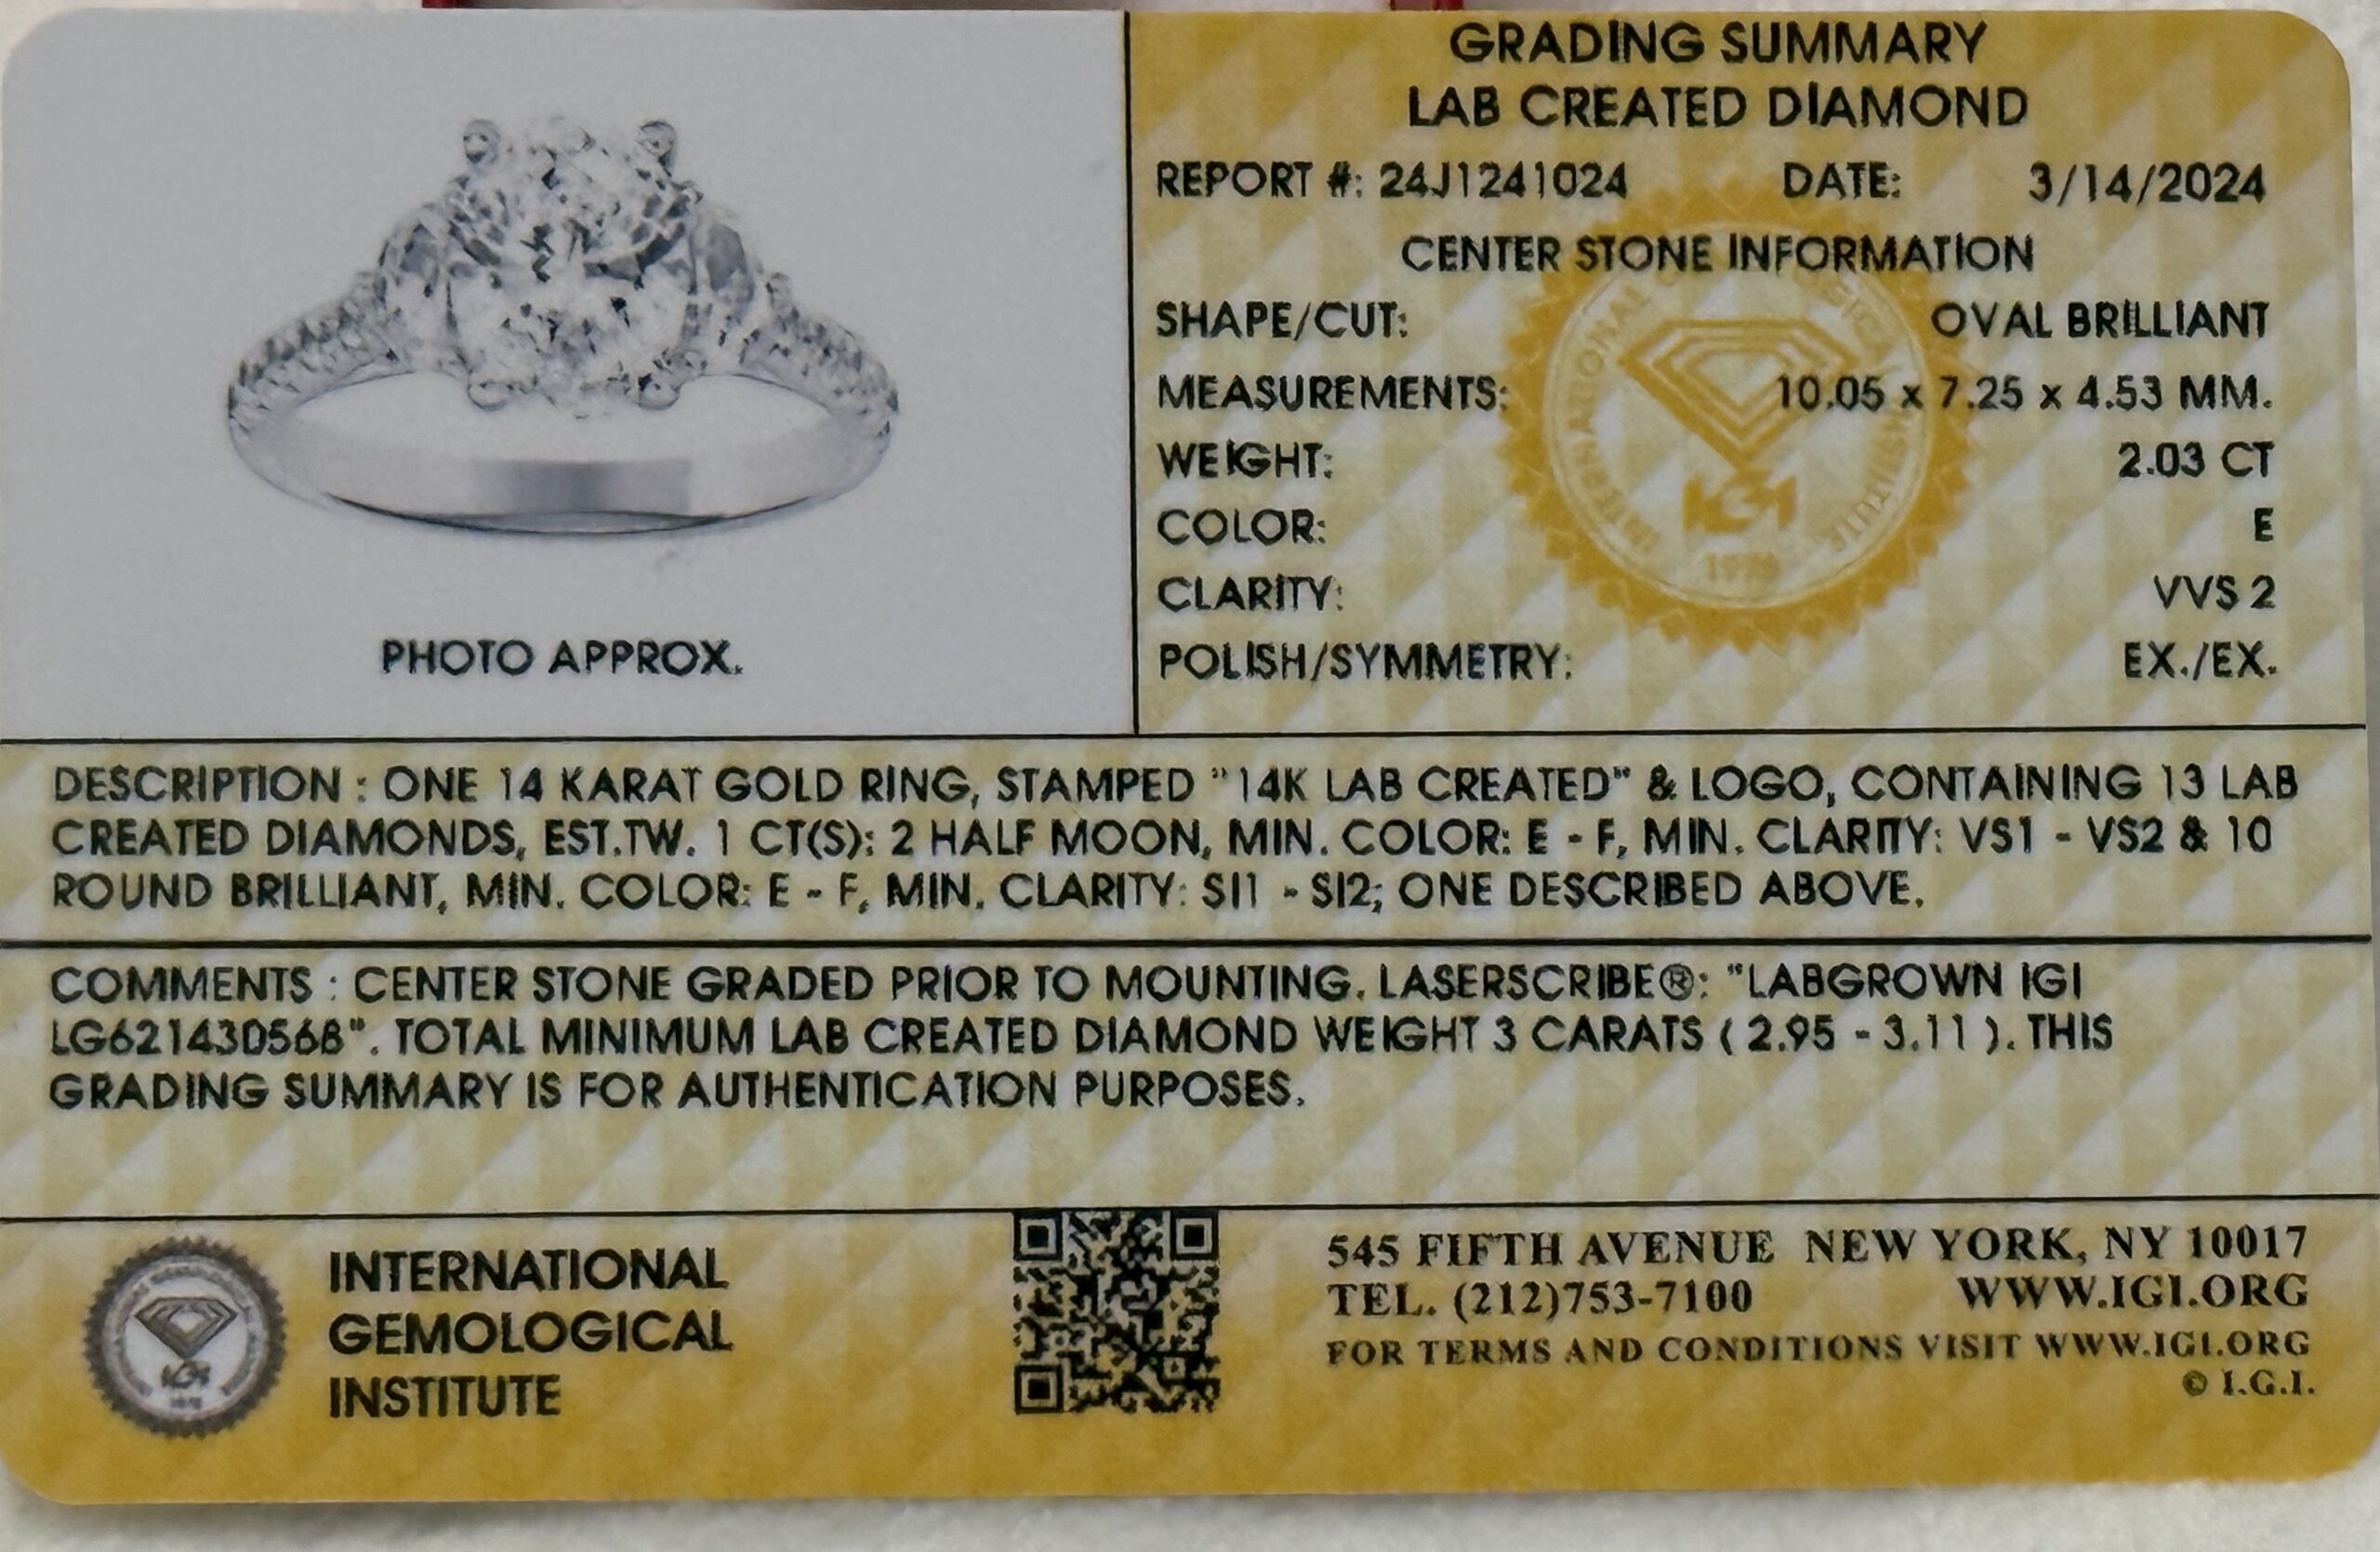 GRADING SUMMARY
LAB CREATED DIAMOND
REPORT #: 24J1241024 DATE: 3/14/2024
CENTER STONE INFORMATION
SHAPE/CUT: OVAL BRILLIANT
MEASUREMENTS: 10.05 x 7.25 x 4.53 MM.
WEIGHT: 2.03 CT
COLOR: E
CLARITY: VVS 2
POLISH/SYMMETRY: EX./EX.
PHOTO APPROX.
DESCRIPTION : ONE 14 KARAT GOLD RING, STAMPED "14K LAB CREATED" & LOGO, CONTAINING 13 LAB
CREATED DIAMONDS, EST.TW. 1 CT(S): 2 HALF MOON, MIN. COLOR: E - F, MIN. CLARITY: VS1 - VS2 & 10
ROUND BRILLIANT, MIN. COLOR: E - F, MIN. CLARITY: SI1 - SI2; ONE DESCRIBED ABOVE.
COMMENTS : CENTER STONE GRADED PRIOR TO MOUNTING. LASERSCRIBE®: "LABGROWN IGI
LG621430568". TOTAL MINIMUM LAB CREATED DIAMOND WEIGHT 3 CARATS ( 2.95 - 3.11 ). THIS
GRADING SUMMARY IS FOR AUTHENTICATION PURPOSES.
INTERNATIONAL
GEMOLOGICAL
INSTITUTE
545 FIFTH AVENUE NEW YORK, NY 10017
TEL. (212)753-7100 WWW.IGI.ORG
FOR TERMS AND CONDITIONS VISIT WWW.IGI.ORG
© I.G.I.